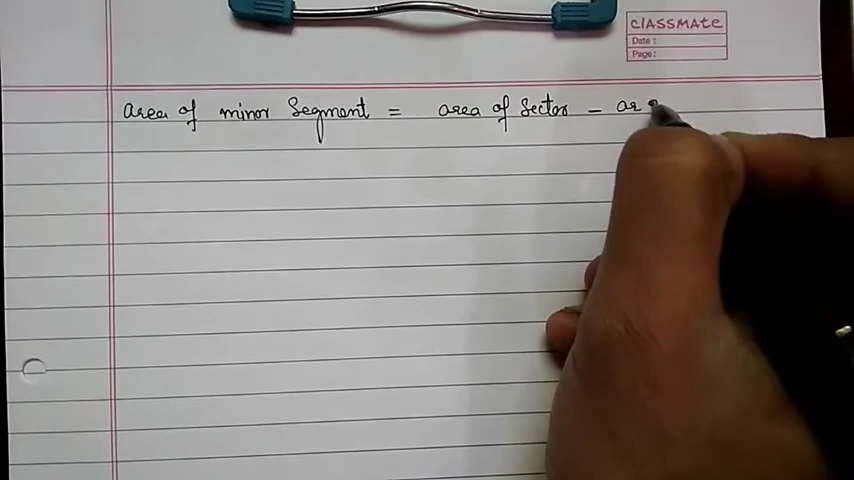 CLASSMATE
Date :
Page :
area of minor Segment = area of Sector - ar